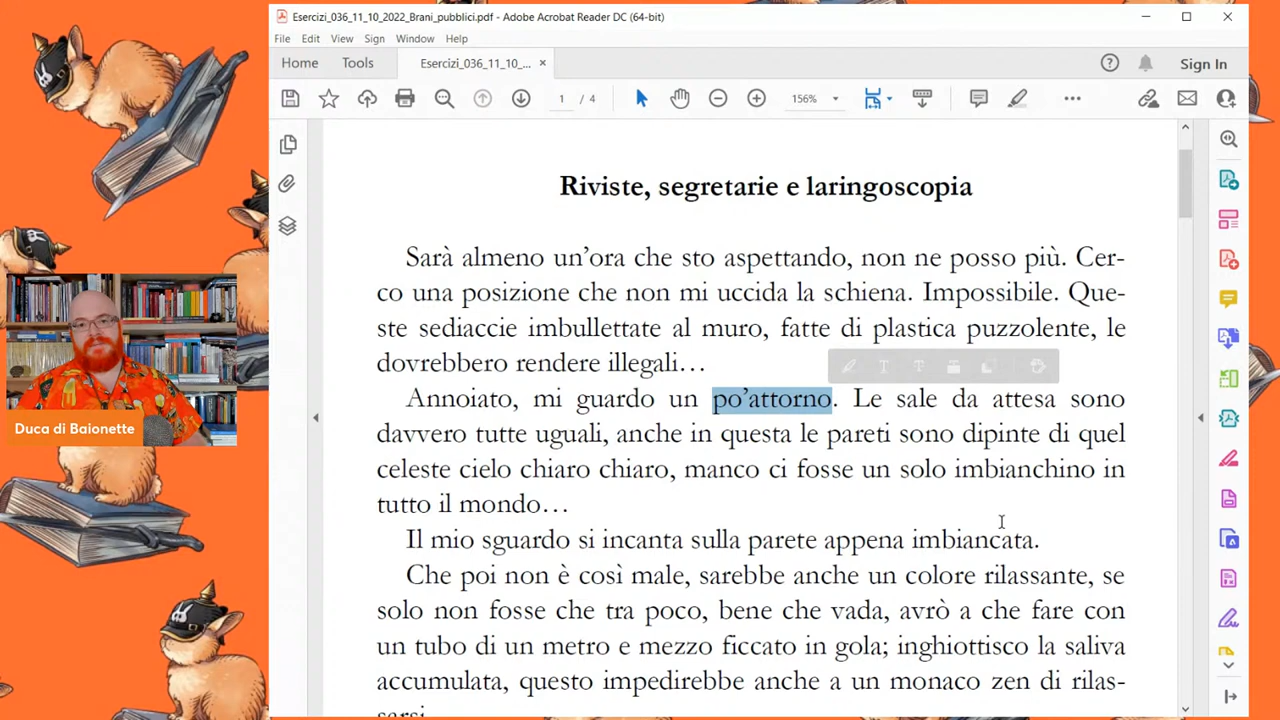 Esercizi_036_11_10_2022_Brani_pubblici.pdf - Adobe Acrobat Reader DC (64-bit)
File Edit View Sign Window Help
Home Tools Esercizi_036_11_10_... × Sign In
1 / 4 156%
Riviste, segretarie e laringoscopia
Sarà almeno un’ora che sto aspettando, non ne posso più. Cer-
co una posizione che non mi uccida la schiena. Impossibile. Que-
ste sediaccie imbullettate al muro, fatte di plastica puzzolente, le
dovrebbero rendere illegali…
Annoiato, mi guardo un po’attorno. Le sale da attesa sono
davvero tutte uguali, anche in questa le pareti sono dipinte di quel
celeste cielo chiaro chiaro, manco ci fosse un solo imbianchino in
tutto il mondo…
Il mio sguardo si incanta sulla parete appena imbiancata.
Che poi non è così male, sarebbe anche un colore rilassante, se
solo non fosse che tra poco, bene che vada, avrò a che fare con
un tubo di un metro e mezzo ficcato in gola; inghiottisco la saliva
accumulata, questo impedirebbe anche a un monaco zen di rilas-
sarsi.
Duca di Baionette